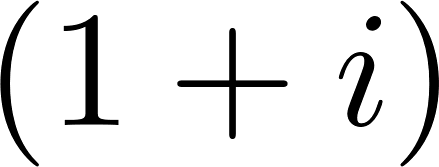 (1 + i)